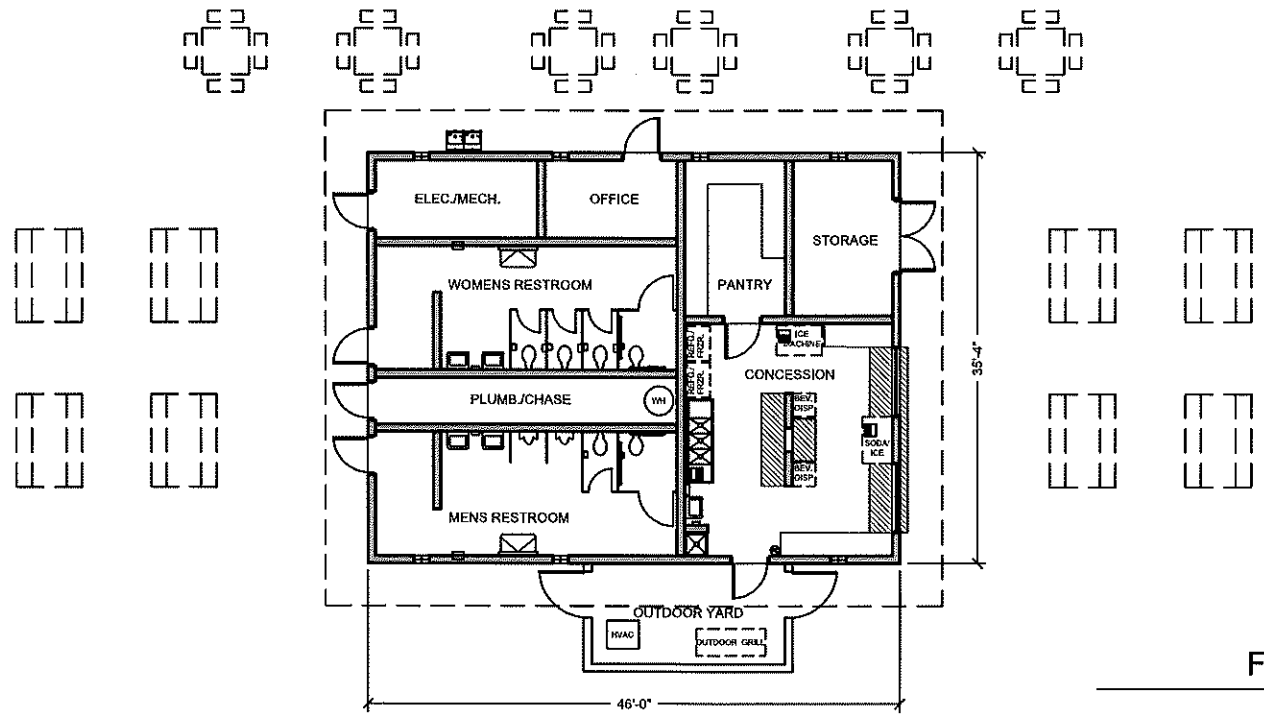 ELEC./MECH.
OFFICE
STORAGE
WOMENS RESTROOM
PANTRY
REFG./
FRZR.
REFG./
FRZR.
ICE
MACHINE
CONCESSION
35'-4"
PLUMB./CHASE
WH
BEV.
DISP
SODA/
ICE
BEV.
DISP
MENS RESTROOM
OUTDOOR YARD
HVAC
OUTDOOR GRILL
46'-0"
F